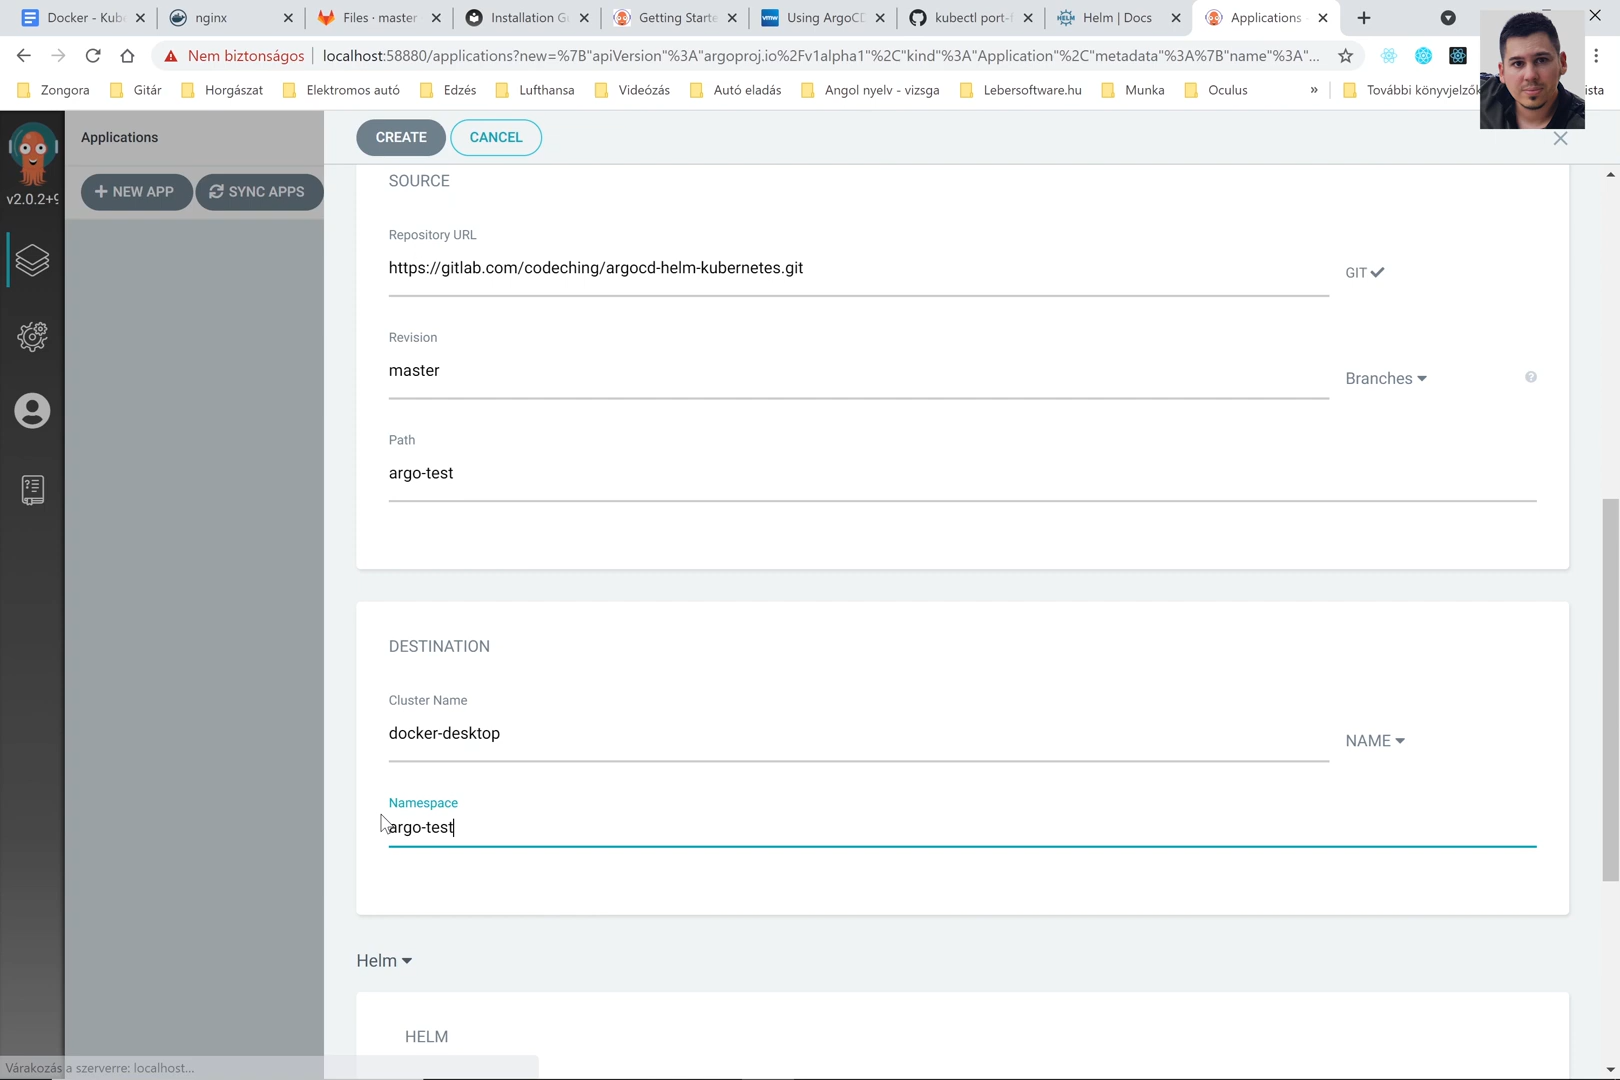 Docker - Kub
nginx
Files · master
Installation Gu
Getting Starte
vmw Using ArgoCD
kubectl port-f
HELM Helm | Docs
Applications
Nem biztonságos
localhost:58880/applications?new=%7B"apiVersion"%3A"argoproj.io%2Fv1alpha1"%2C"kind"%3A"Application"%2C"metadata"%3A%7B"name"%3A"...
Zongora
Gitár
Horgászat
Elektromos autó
Edzés
Lufthansa
Videózás
Autó eladás
Angol nyelv - vizsga
Lebersoftware.hu
Munka
Oculus
»
További könyvjelzők
ista
v2.0.2+9
Applications
CREATE
CANCEL
+ NEW APP
SYNC APPS
SOURCE
Repository URL
https://gitlab.com/codeching/argocd-helm-kubernetes.git
GIT
Revision
master
Branches
?
Path
argo-test
DESTINATION
Cluster Name
docker-desktop
NAME
Namespace
argo-test
Helm
HELM
Várakozás a szerverre: localhost...